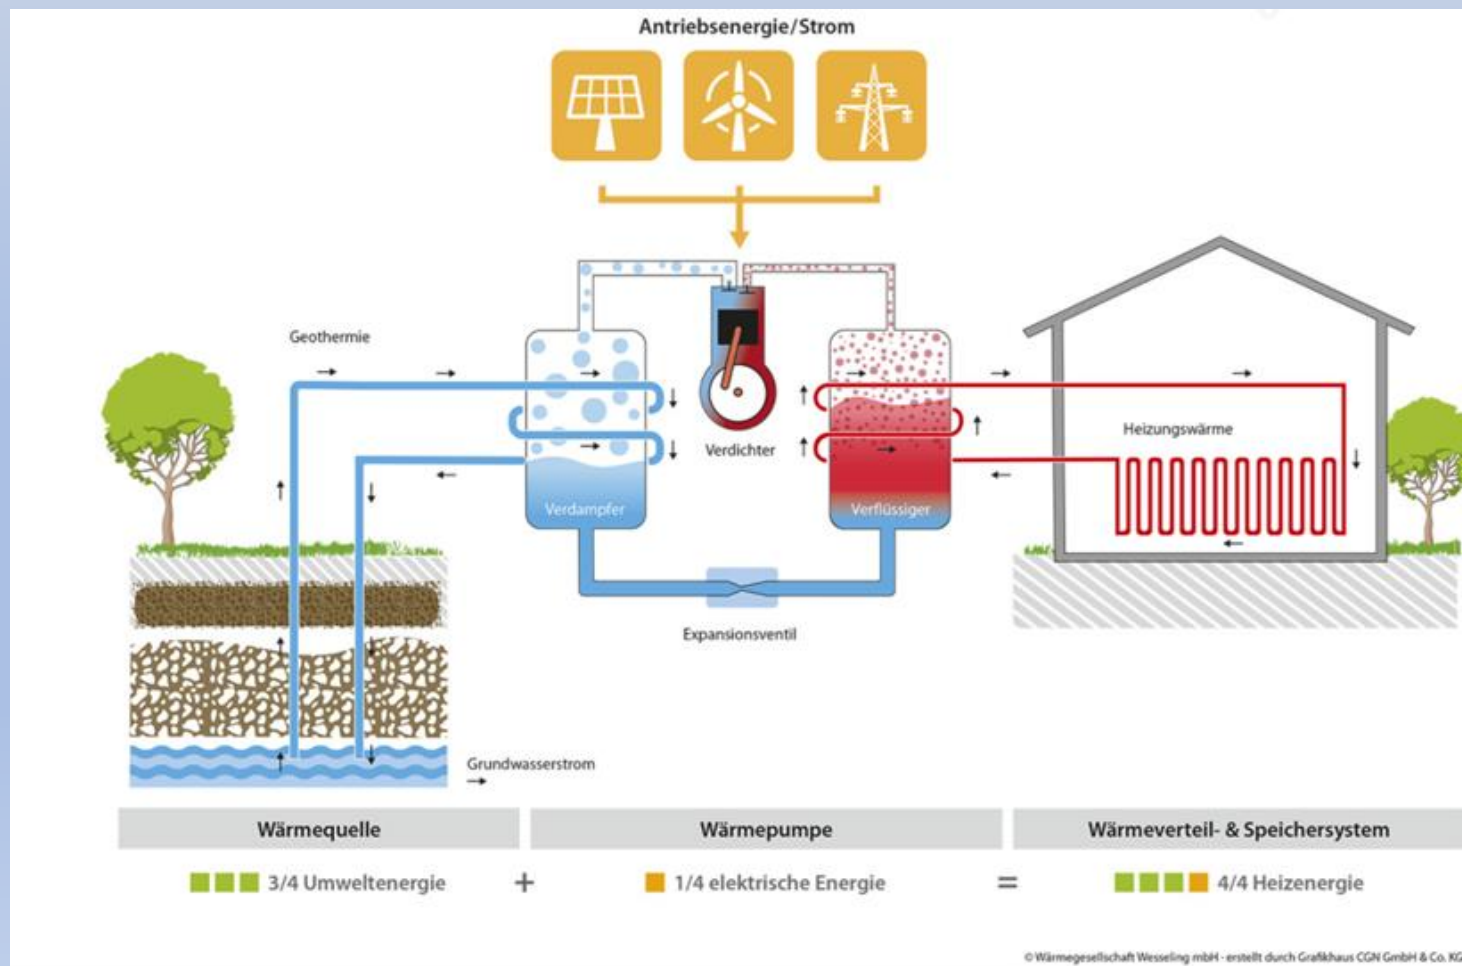 Antriebsenergie/Strom
Geothermie
Verdichter
Heizungswärme
Verdampfer
Verflüssiger
Expansionsventil
Grundwasserstrom
Wärmequelle
Wärmepumpe
Wärmeverteil- & Speichersystem
3/4 Umweltenergie
+
1/4 elektrische Energie
=
4/4 Heizenergie
© Wärmegesellschaft Wesseling mbH - erstellt durch Grafikhaus CGN GmbH & Co. KG